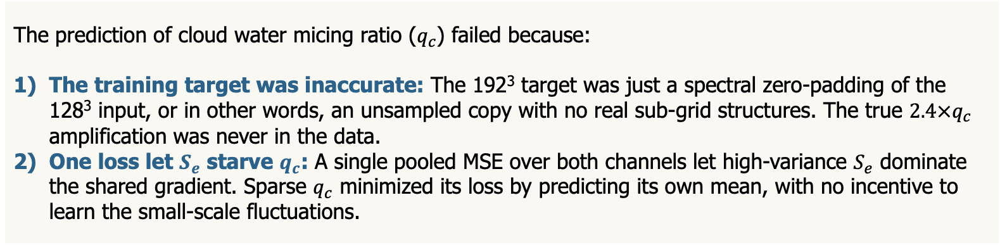 The prediction of cloud water micing ratio (q_c) failed because:
1) The training target was inaccurate: The 192³ target was just a spectral zero-padding of the
128³ input, or in other words, an unsampled copy with no real sub-grid structures. The true 2.4×q_c
amplification was never in the data.
2) One loss let S_e starve q_c: A single pooled MSE over both channels let high-variance S_e dominate
the shared gradient. Sparse q_c minimized its loss by predicting its own mean, with no incentive to
learn the small-scale fluctuations.